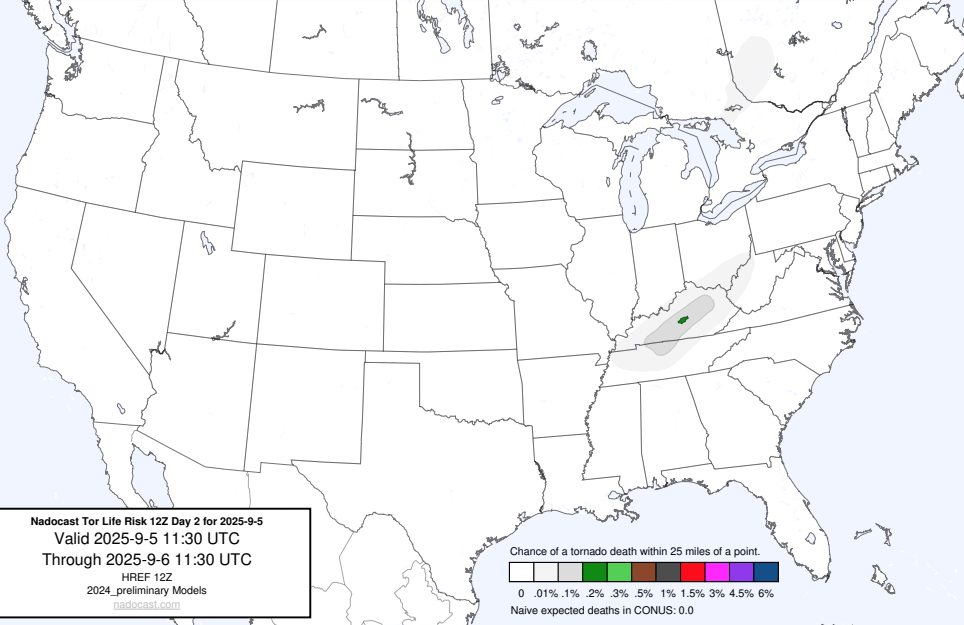 Nadocast Tor Life Risk 12Z Day 2 for 2025-9-5
Valid 2025-9-5 11:30 UTC
Through 2025-9-6 11:30 UTC
HREF 12Z
2024_preliminary Models
nadocast.com
Chance of a tornado death within 25 miles of a point.
0 .01% .1% .2% .3% .5% 1% 1.5% 3% 4.5% 6%
Naive expected deaths in CONUS: 0.0